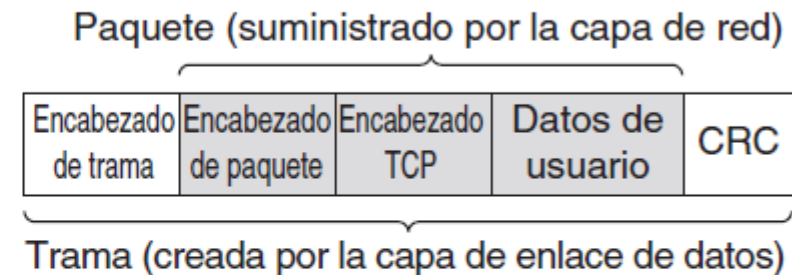 Paquete (suministrado por la capa de red)
Encabezado de trama
Encabezado de paquete
Encabezado TCP
Datos de usuario
CRC
Trama (creada por la capa de enlace de datos)